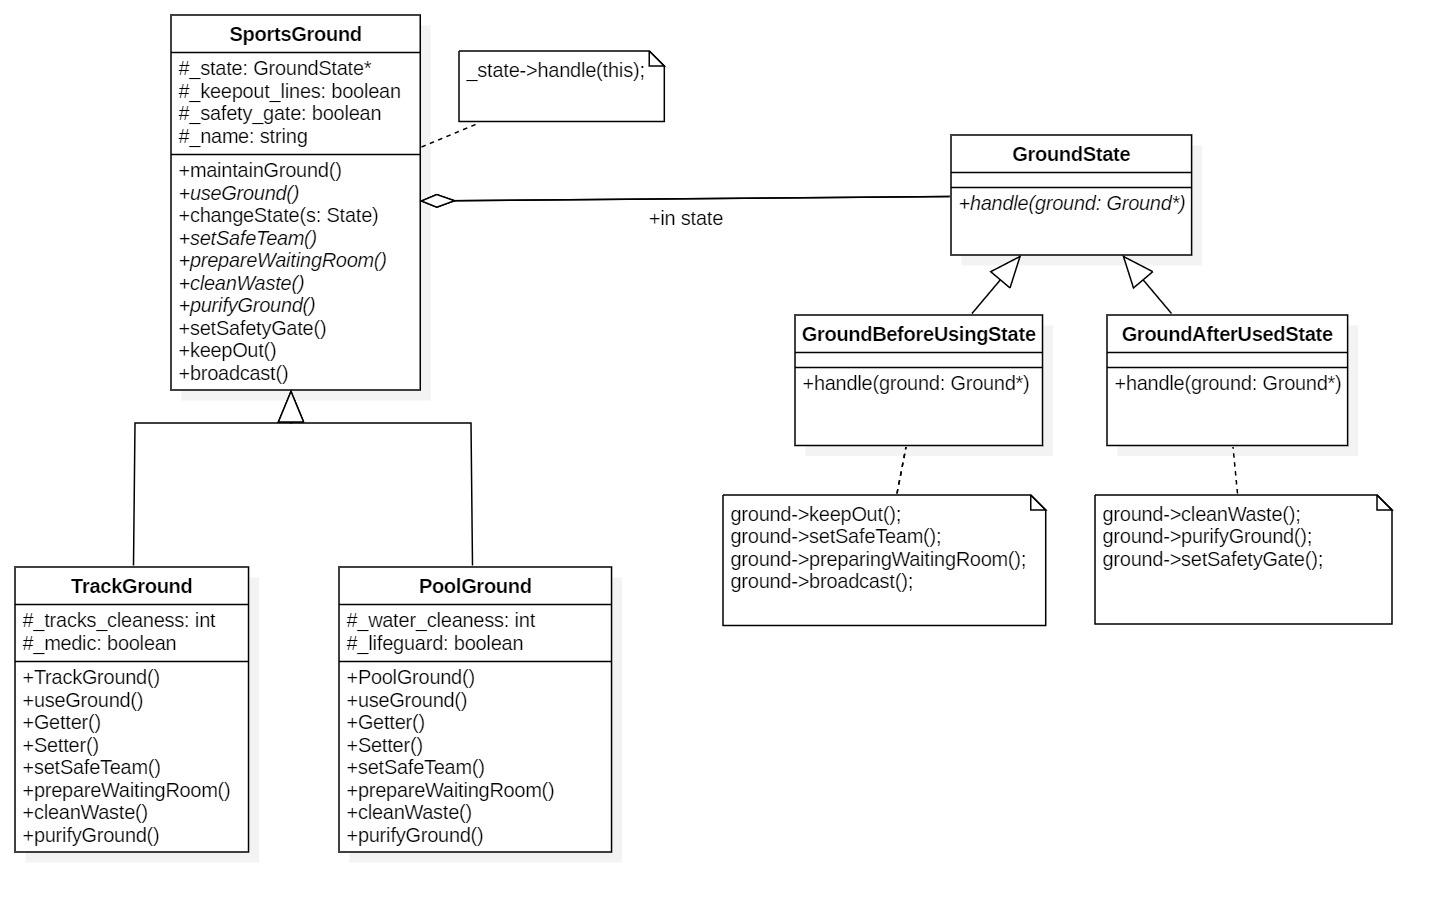 SportsGround
#_state: GroundState*
#_keepout_lines: boolean
#_safety_gate: boolean
#_name: string
+maintainGround()
+useGround()
+changeState(s: State)
+setSafeTeam()
+prepareWaitingRoom()
+cleanWaste()
+purifyGround()
+setSafetyGate()
+keepOut()
+broadcast()
_state->handle(this);
+in state
GroundState
+handle(ground: Ground*)
GroundBeforeUsingState
+handle(ground: Ground*)
GroundAfterUsedState
+handle(ground: Ground*)
ground->keepOut();
ground->setSafeTeam();
ground->preparingWaitingRoom();
ground->broadcast();
ground->cleanWaste();
ground->purifyGround();
ground->setSafetyGate();
TrackGround
#_tracks_cleaness: int
#_medic: boolean
+TrackGround()
+useGround()
+Getter()
+Setter()
+setSafeTeam()
+prepareWaitingRoom()
+cleanWaste()
+purifyGround()
PoolGround
#_water_cleaness: int
#_lifeguard: boolean
+PoolGround()
+useGround()
+Getter()
+Setter()
+setSafeTeam()
+prepareWaitingRoom()
+cleanWaste()
+purifyGround()